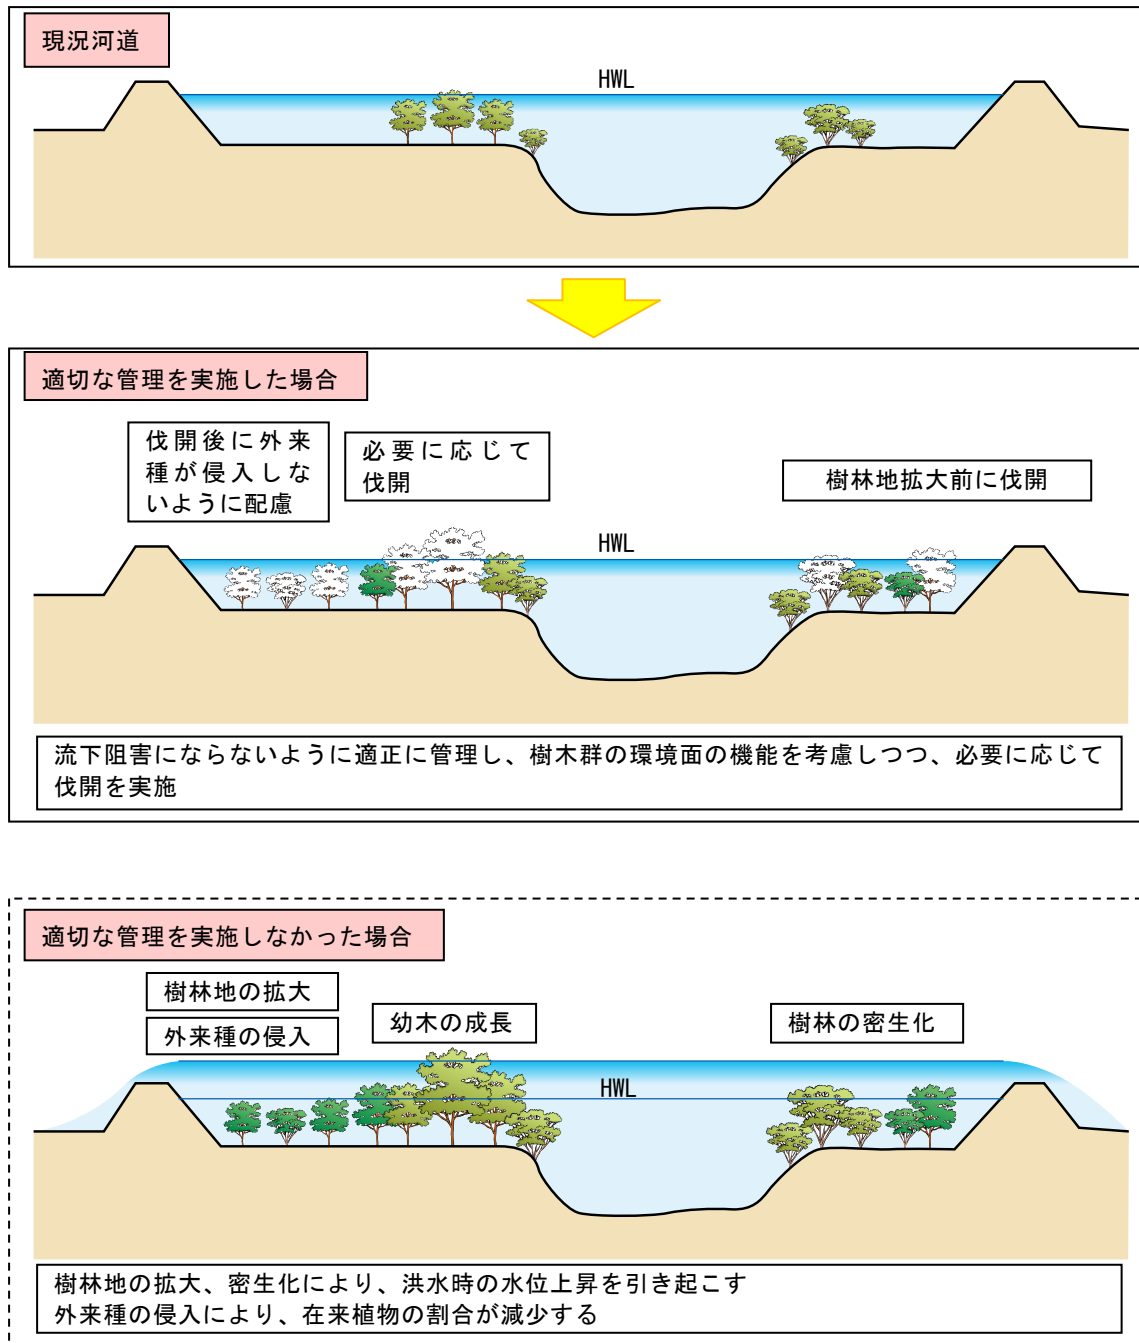 現況河道
HWL
適切な管理を実施した場合
伐開後に外来
種が侵入しな
いように配慮
必要に応じて
伐開
樹林地拡大前に伐開
HWL
流下阻害にならないように適正に管理し、樹木群の環境面の機能を考慮しつつ、必要に応じて
伐開を実施
適切な管理を実施しなかった場合
樹林地の拡大
外来種の侵入
幼木の成長
樹林の密生化
HWL
樹林地の拡大、密生化により、洪水時の水位上昇を引き起こす
外来種の侵入により、在来植物の割合が減少する